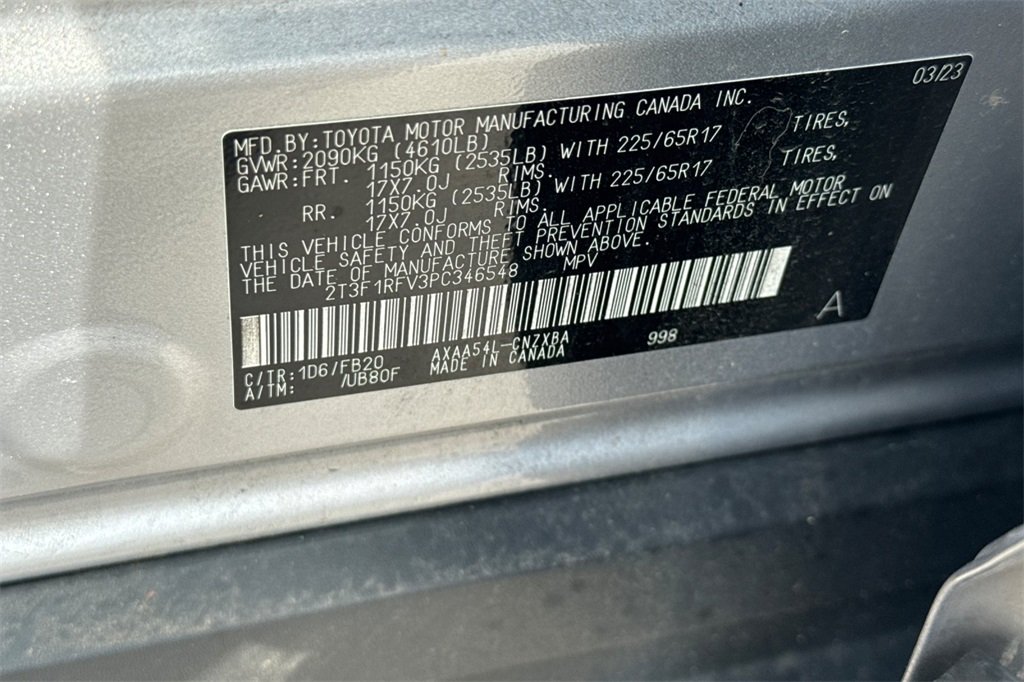 03/23
MFD.BY:TOYOTA MOTOR MANUFACTURING CANADA INC.
GVWR:2090KG (4610LB)
GAWR:FRT. 1150KG (2535LB) WITH 225/65R17 TIRES,
17X7.0J RIMS.
RR. 1150KG (2535LB) WITH 225/65R17 TIRES,
17X7.0J RIMS.
THIS VEHICLE CONFORMS TO ALL APPLICABLE FEDERAL MOTOR
VEHICLE SAFETY AND THEFT PREVENTION STANDARDS IN EFFECT ON
THE DATE OF MANUFACTURE SHOWN ABOVE.
2T3F1RFV3PC346548 MPV
C/TR:1D6/FB20 AXAA54L-CNZXBA 998
A/TM: /UB80F MADE IN CANADA
A